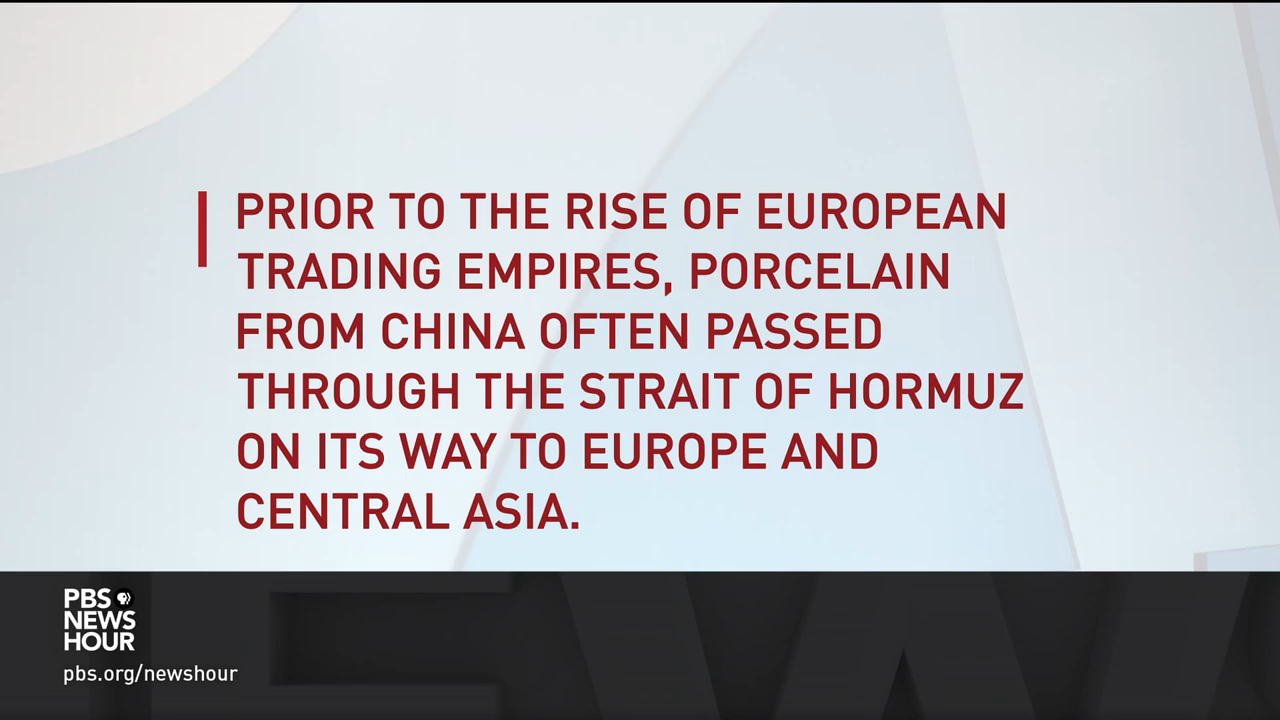 PRIOR TO THE RISE OF EUROPEAN
TRADING EMPIRES, PORCELAIN
FROM CHINA OFTEN PASSED
THROUGH THE STRAIT OF HORMUZ
ON ITS WAY TO EUROPE AND
CENTRAL ASIA.
PBS
NEWS
HOUR
pbs.org/newshour